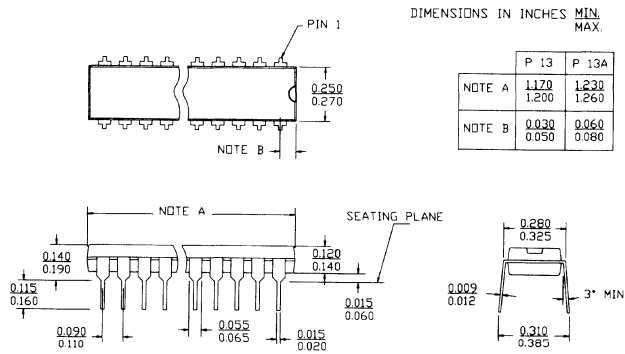 DIMENSIONS IN INCHES MIN.
MAX.
PIN 1
0.250
0.270
NOTE B
P 13 P 13A
NOTE A 1.170 1.230
1.200 1.260
NOTE B 0.030 0.060
0.050 0.080
NOTE A
SEATING PLANE
0.140
0.190
0.120
0.140
0.115
0.160
0.015
0.060
0.090
0.110
0.055
0.065
0.015
0.020
0.280
0.325
0.009
0.012
3° MIN
0.310
0.385